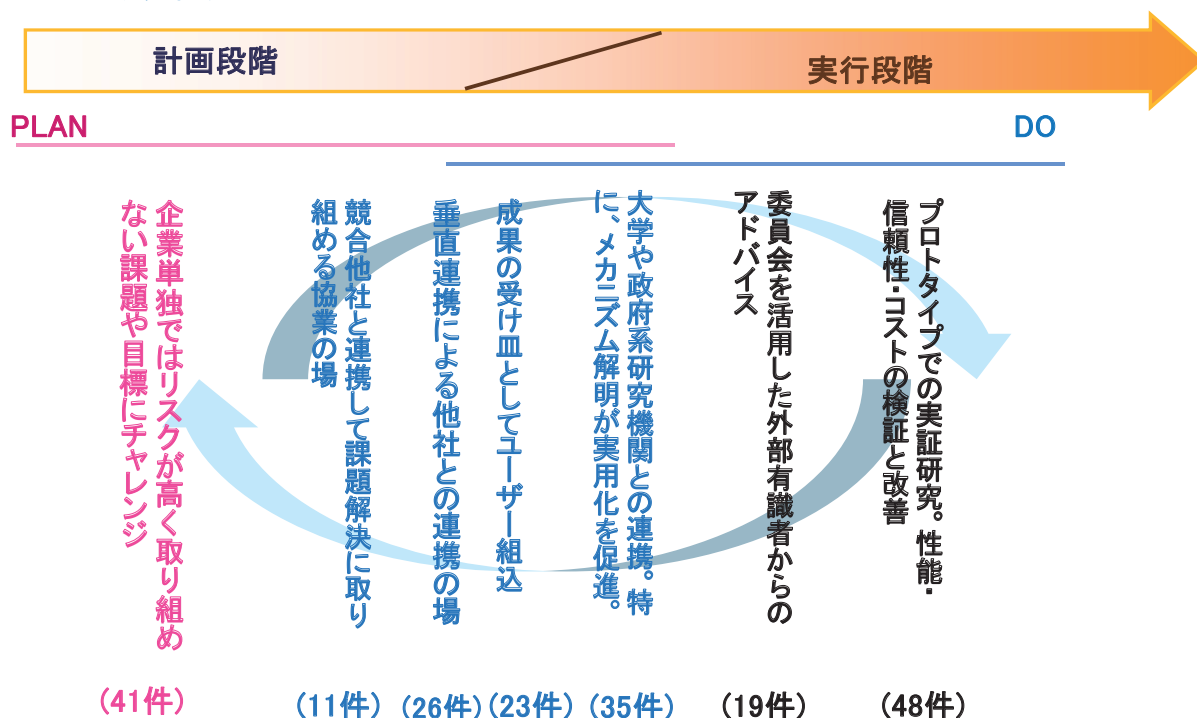 計画段階
実行段階
PLAN
DO
企業単独ではリスクが高く取り組め
ない課題や目標にチャレンジ
(41件)
競合他社と連携して課題解決に取り
組める協業の場
(11件)
垂直連携による他社との連携の場
(26件)
成果の受け皿としてユーザー組込
(23件)
大学や政府系研究機関との連携。特
に、メカニズム解明が実用化を促進。
(35件)
委員会を活用した外部有識者からの
アドバイス
(19件)
プロトタイプでの実証研究。性能・
信頼性・コストの検証と改善
(48件)